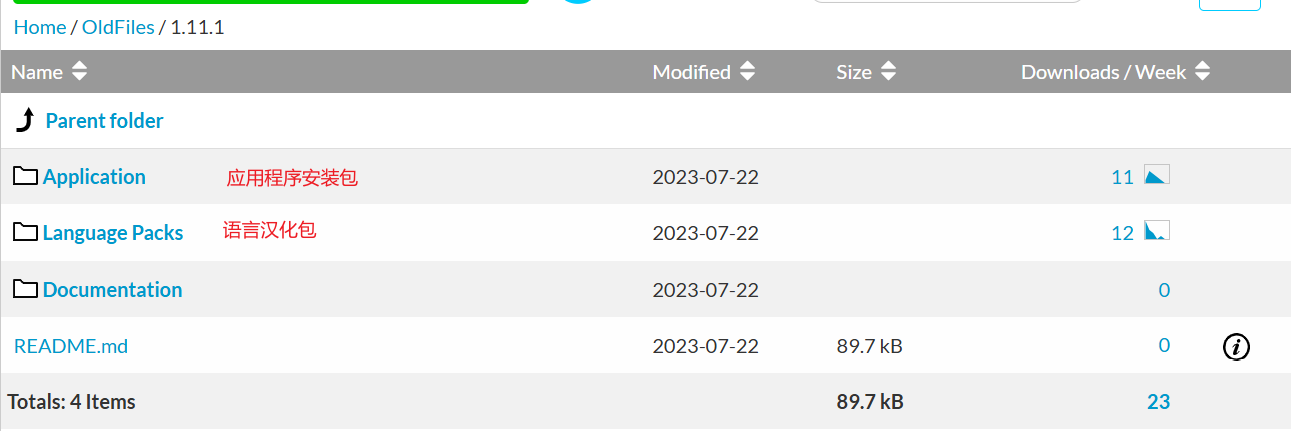 Home / OldFiles / 1.11.1
Name Modified Size Downloads / Week
Parent folder
Application 应用程序安装包 2023-07-22 11
Language Packs 语言汉化包 2023-07-22 12
Documentation 2023-07-22 0
README.md 2023-07-22 89.7 kB 0 i
Totals: 4 Items 89.7 kB 23